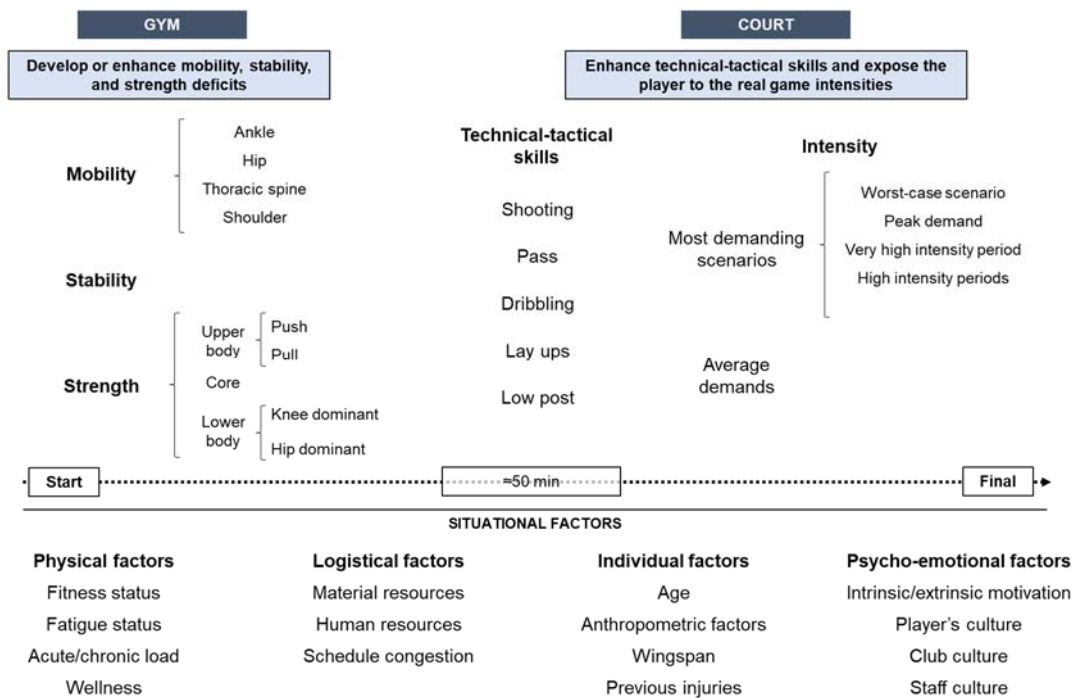 GYM
Develop or enhance mobility, stability,
and strength deficits
Mobility
Ankle
Hip
Thoracic spine
Shoulder
Stability
Strength
Upper
body
Push
Pull
Core
Lower
body
Knee dominant
Hip dominant
COURT
Enhance technical-tactical skills and expose the
player to the real game intensities
Technical-tactical
skills
Shooting
Pass
Dribbling
Lay ups
Low post
Intensity
Most demanding
scenarios
Worst-case scenario
Peak demand
Very high intensity period
High intensity periods
Average
demands
Start
≈50 min
Final
SITUATIONAL FACTORS
Physical factors
Fitness status
Fatigue status
Acute/chronic load
Wellness
Logistical factors
Material resources
Human resources
Schedule congestion
Individual factors
Age
Anthropometric factors
Wingspan
Previous injuries
Psycho-emotional factors
Intrinsic/extrinsic motivation
Player's culture
Club culture
Staff culture